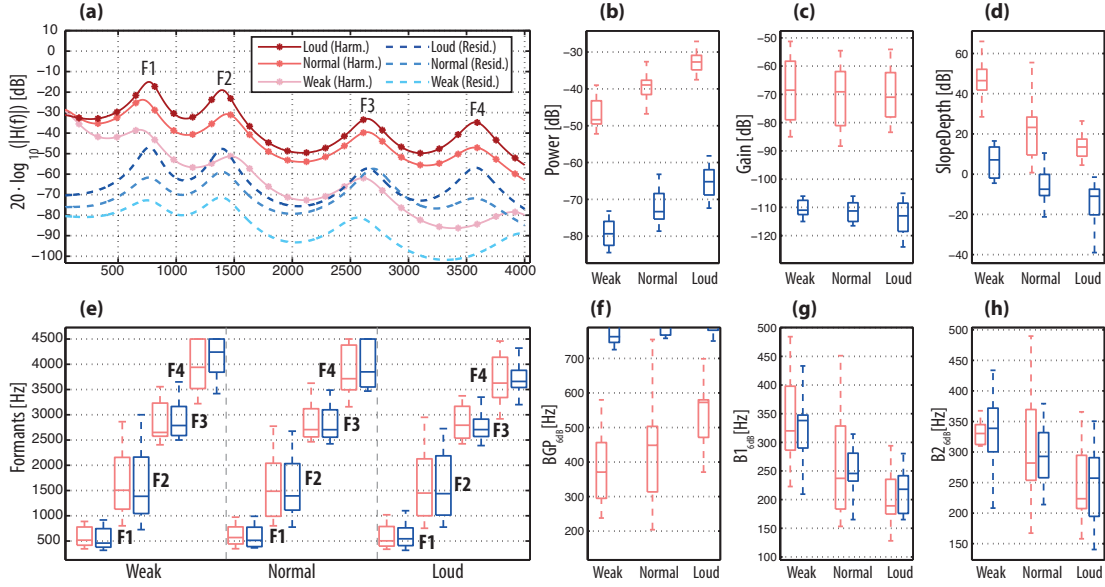 (a)
20 · log10 (|H(f)|) [dB]
10
0
−10
−20
−30
−40
−50
−60
−70
−80
−90
−100
500 1000 1500 2000 2500 3000 3500 4000
F1
F2
F3
F4
Loud (Harm.) Loud (Resid.)
Normal (Harm.) Normal (Resid.)
Weak (Harm.) Weak (Resid.)
(b)
Power [dB]
−30
−40
−50
−60
−70
−80
Weak Normal Loud
(c)
Gain [dB]
−50
−60
−70
−80
−90
−100
−110
−120
Weak Normal Loud
(d)
SlopeDepth [dB]
60
40
20
0
−20
−40
Weak Normal Loud
(e)
Formants [Hz]
4500
4000
3500
3000
2500
2000
1500
1000
500
F4
F3
F2
F1
F4
F3
F2
F1
F4
F3
F2
F1
Weak Normal Loud
(f)
BGP6dB [Hz]
700
600
500
400
300
200
Weak Normal Loud
(g)
B16dB[Hz]
500
450
400
350
300
250
200
150
100
Weak Normal Loud
(h)
B26dB[Hz]
500
450
400
350
300
250
200
150
Weak Normal Loud